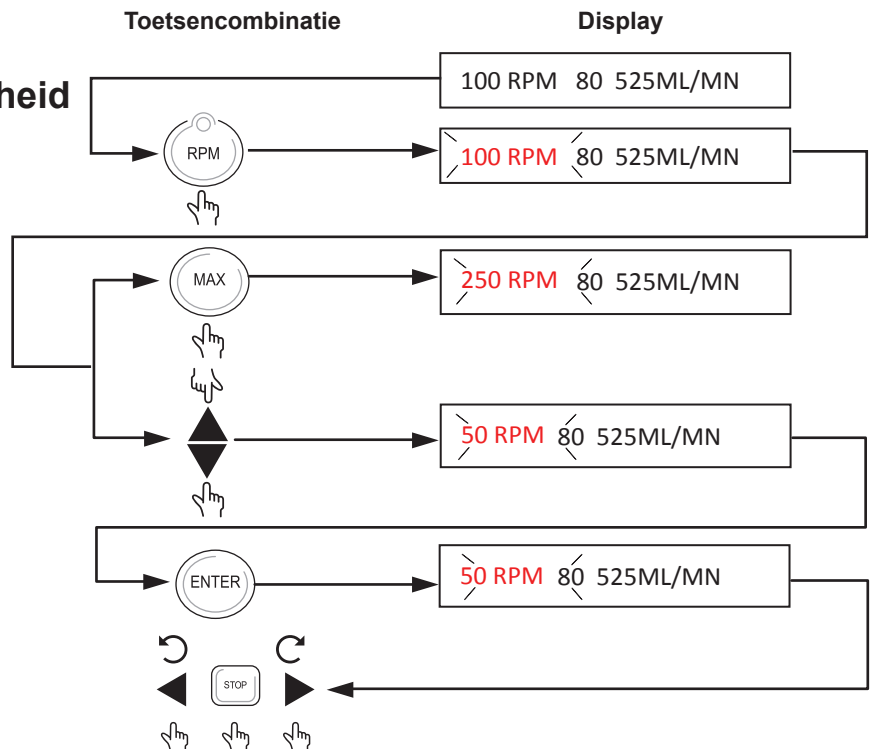 Toetsencombinatie Display
heid
100 RPM 80 525ML/MN
RPM
100 RPM 80 525ML/MN
MAX
250 RPM 80 525ML/MN
50 RPM 80 525ML/MN
ENTER
50 RPM 80 525ML/MN
STOP